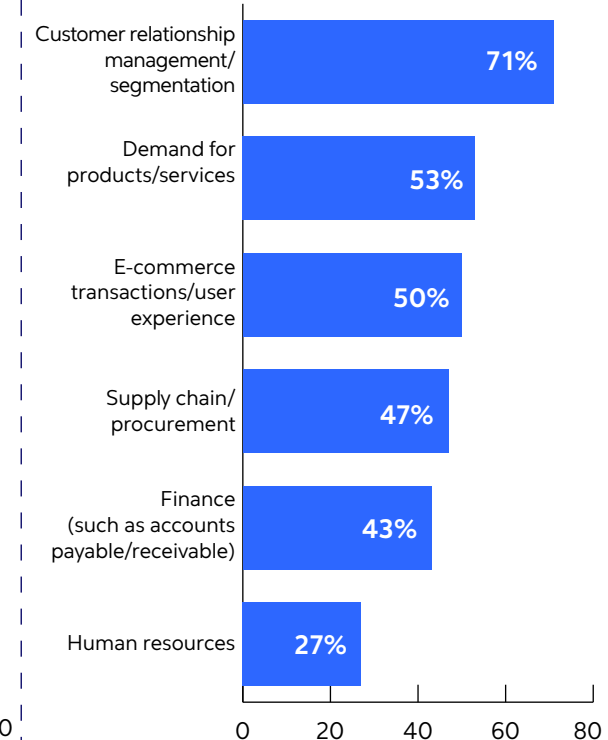 Customer relationship
management/
segmentation
71%
Demand for
products/services
53%
E-commerce
transactions/user
experience
50%
Supply chain/
procurement
47%
Finance
(such as accounts
payable/receivable)
43%
Human resources
27%
0
0 20 40 60 80